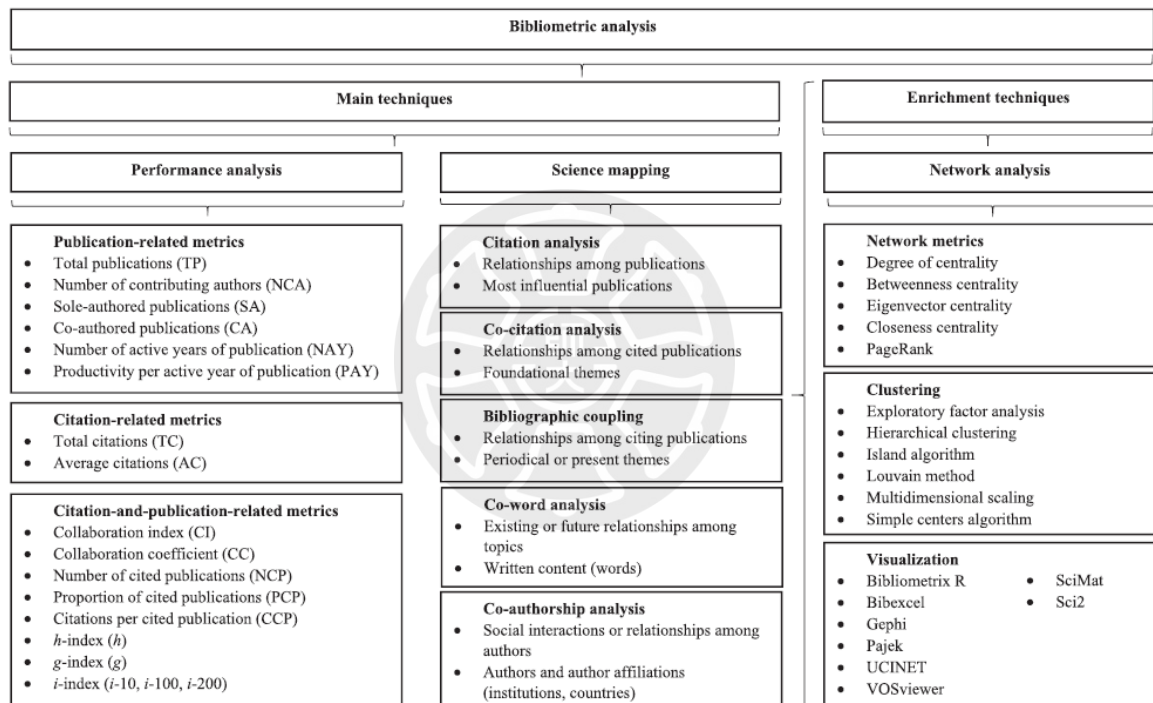 Bibliometric analysis
Main techniques
Enrichment techniques
Performance analysis
Science mapping
Network analysis
Publication-related metrics
• Total publications (TP)
• Number of contributing authors (NCA)
• Sole-authored publications (SA)
• Co-authored publications (CA)
• Number of active years of publication (NAY)
• Productivity per active year of publication (PAY)
Citation-related metrics
• Total citations (TC)
• Average citations (AC)
Citation-and-publication-related metrics
• Collaboration index (CI)
• Collaboration coefficient (CC)
• Number of cited publications (NCP)
• Proportion of cited publications (PCP)
• Citations per cited publication (CCP)
• h-index (h)
• g-index (g)
• i-index (i-10, i-100, i-200)
Citation analysis
• Relationships among publications
• Most influential publications
Co-citation analysis
• Relationships among cited publications
• Foundational themes
Bibliographic coupling
• Relationships among citing publications
• Periodical or present themes
Co-word analysis
• Existing or future relationships among
topics
• Written content (words)
Co-authorship analysis
• Social interactions or relationships among
authors
• Authors and author affiliations
(institutions, countries)
Network metrics
• Degree of centrality
• Betweenness centrality
• Eigenvector centrality
• Closeness centrality
• PageRank
Clustering
• Exploratory factor analysis
• Hierarchical clustering
• Island algorithm
• Louvain method
• Multidimensional scaling
• Simple centers algorithm
Visualization
• Bibliometrix R
• Bibexcel
• Gephi
• Pajek
• UCINET
• VOSviewer
• SciMat
• Sci2